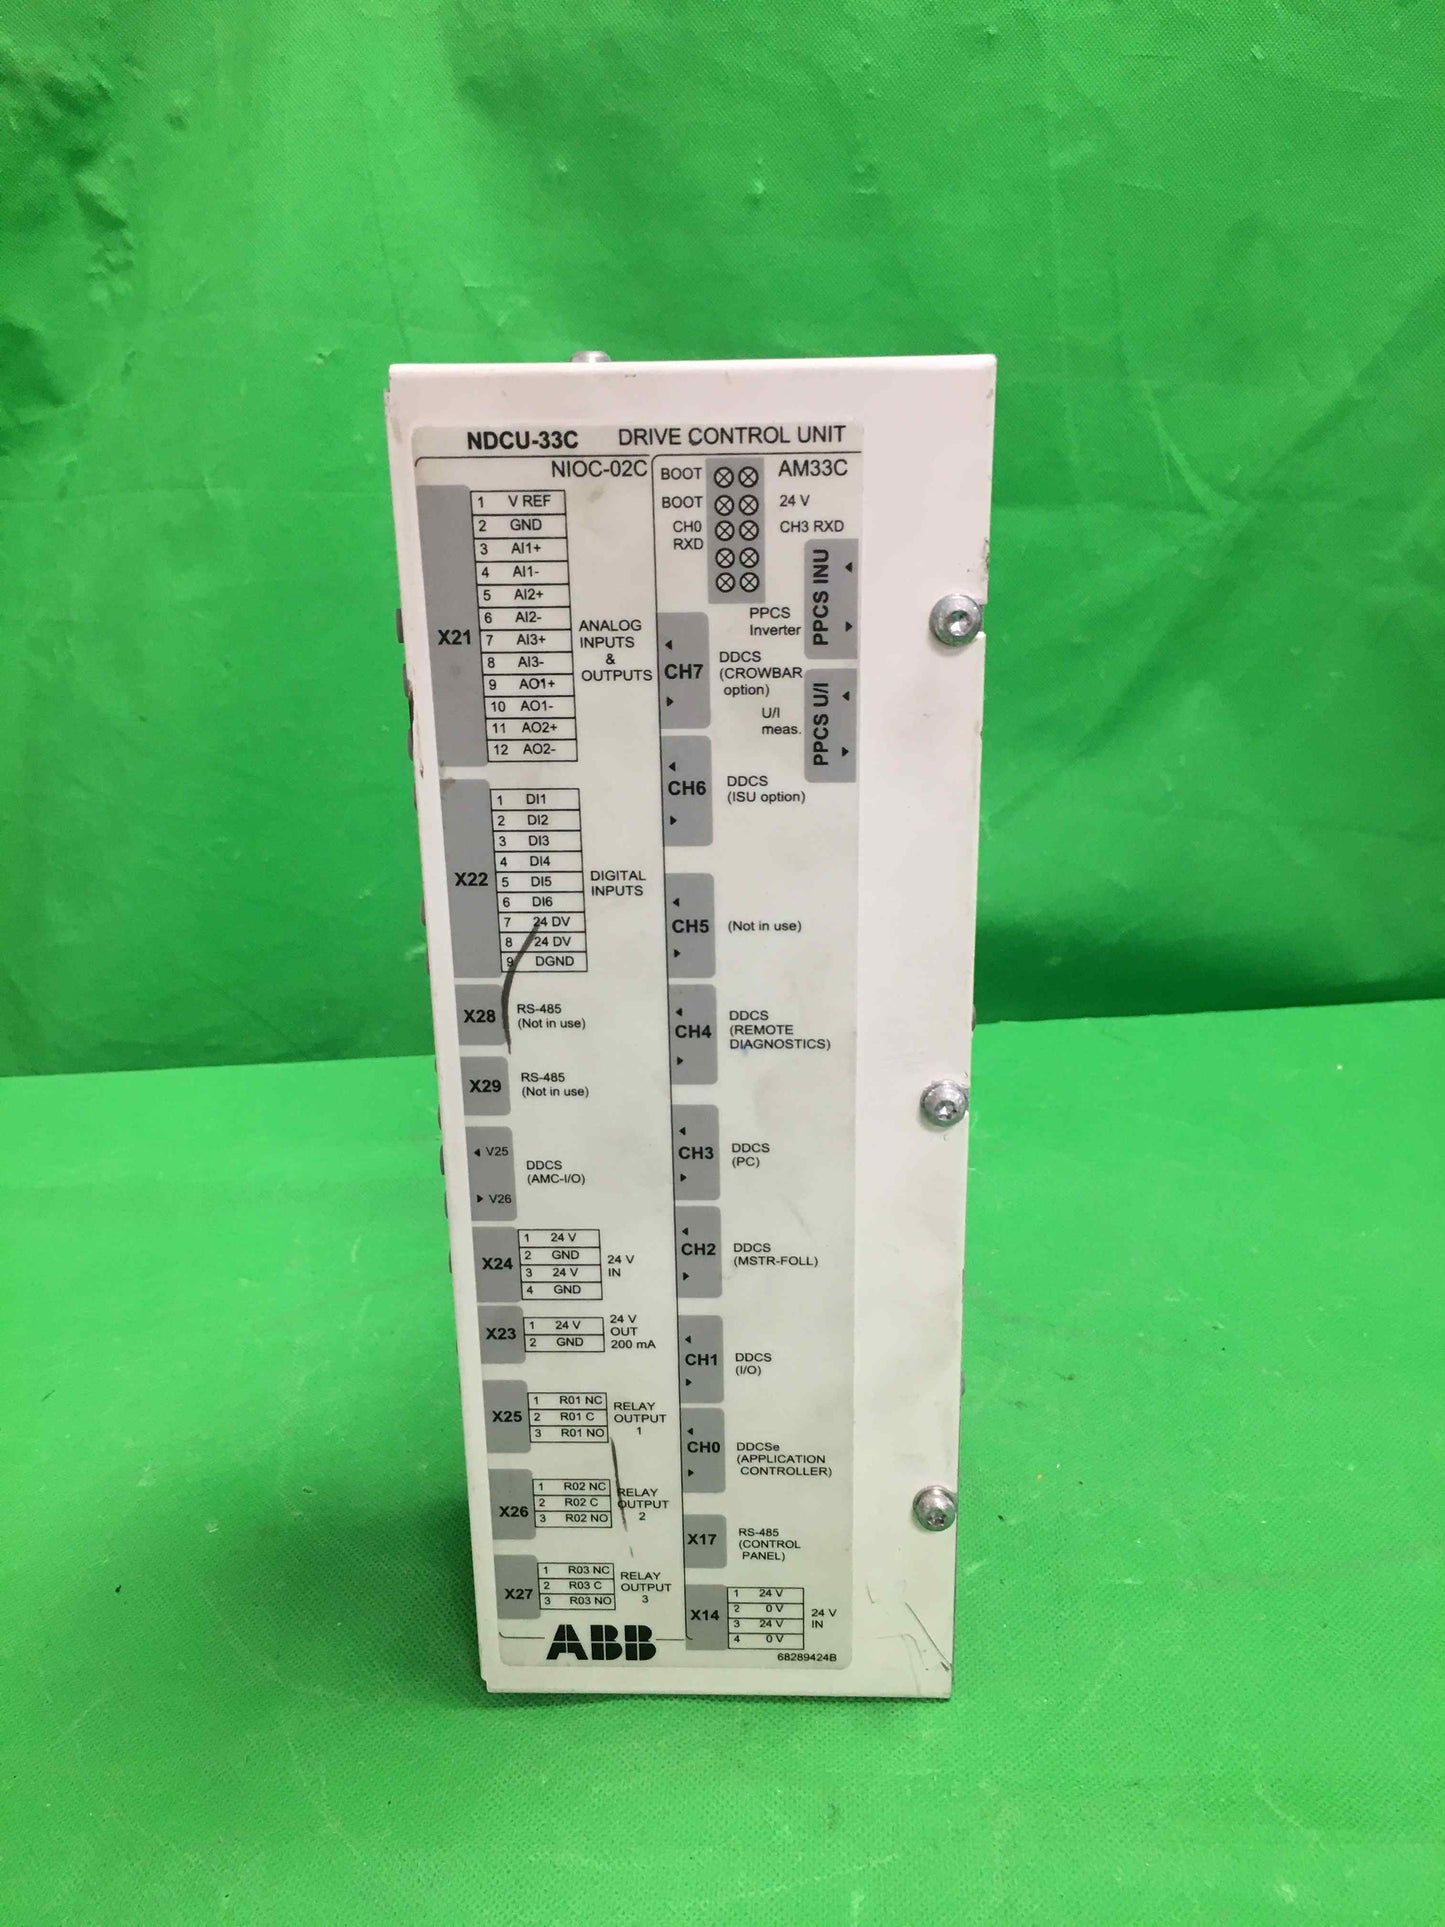 NDCU-33C DRIVE CONTROL UNIT
NIOC-02C
X21
1 V REF
2 GND
3 AI1+
4 AI1-
5 AI2+
6 AI2-
7 AI3+
8 AI3-
9 AO1+
10 AO1-
11 AO2+
12 AO2-
ANALOG
INPUTS
&
OUTPUTS
X22
1 DI1
2 DI2
3 DI3
4 DI4
5 DI5
6 DI6
7 24 DV
8 24 DV
9 DGND
DIGITAL
INPUTS
X28
RS-485
(Not in use)
X29
RS-485
(Not in use)
V25
V26
DDCS
(AMC-I/O)
X24
1 24 V
2 GND
3 24 V
4 GND
24 V
IN
X23
1 24 V
2 GND
24 V
OUT
200 mA
X25
1 R01 NC
2 R01 C
3 R01 NO
RELAY
OUTPUT
1
X26
1 R02 NC
2 R02 C
3 R02 NO
RELAY
OUTPUT
2
X27
1 R03 NC
2 R03 C
3 R03 NO
RELAY
OUTPUT
3
ABB
AM33C
BOOT
BOOT 24 V
CH0 CH3 RXD
RXD
PPCS INU
PPCS
Inverter
CH7
DDCS
(CROWBAR
option)
PPCS U/I
U/I
meas.
CH6
DDCS
(ISU option)
CH5
(Not in use)
CH4
DDCS
(REMOTE
DIAGNOSTICS)
CH3
DDCS
(PC)
CH2
DDCS
(MSTR-FOLL)
CH1
DDCS
(I/O)
CH0
DDCSe
(APPLICATION
CONTROLLER)
X17
RS-485
(CONTROL
PANEL)
X14
1 24 V
2 0 V
3 24 V
4 0 V
24 V
IN
68289424B